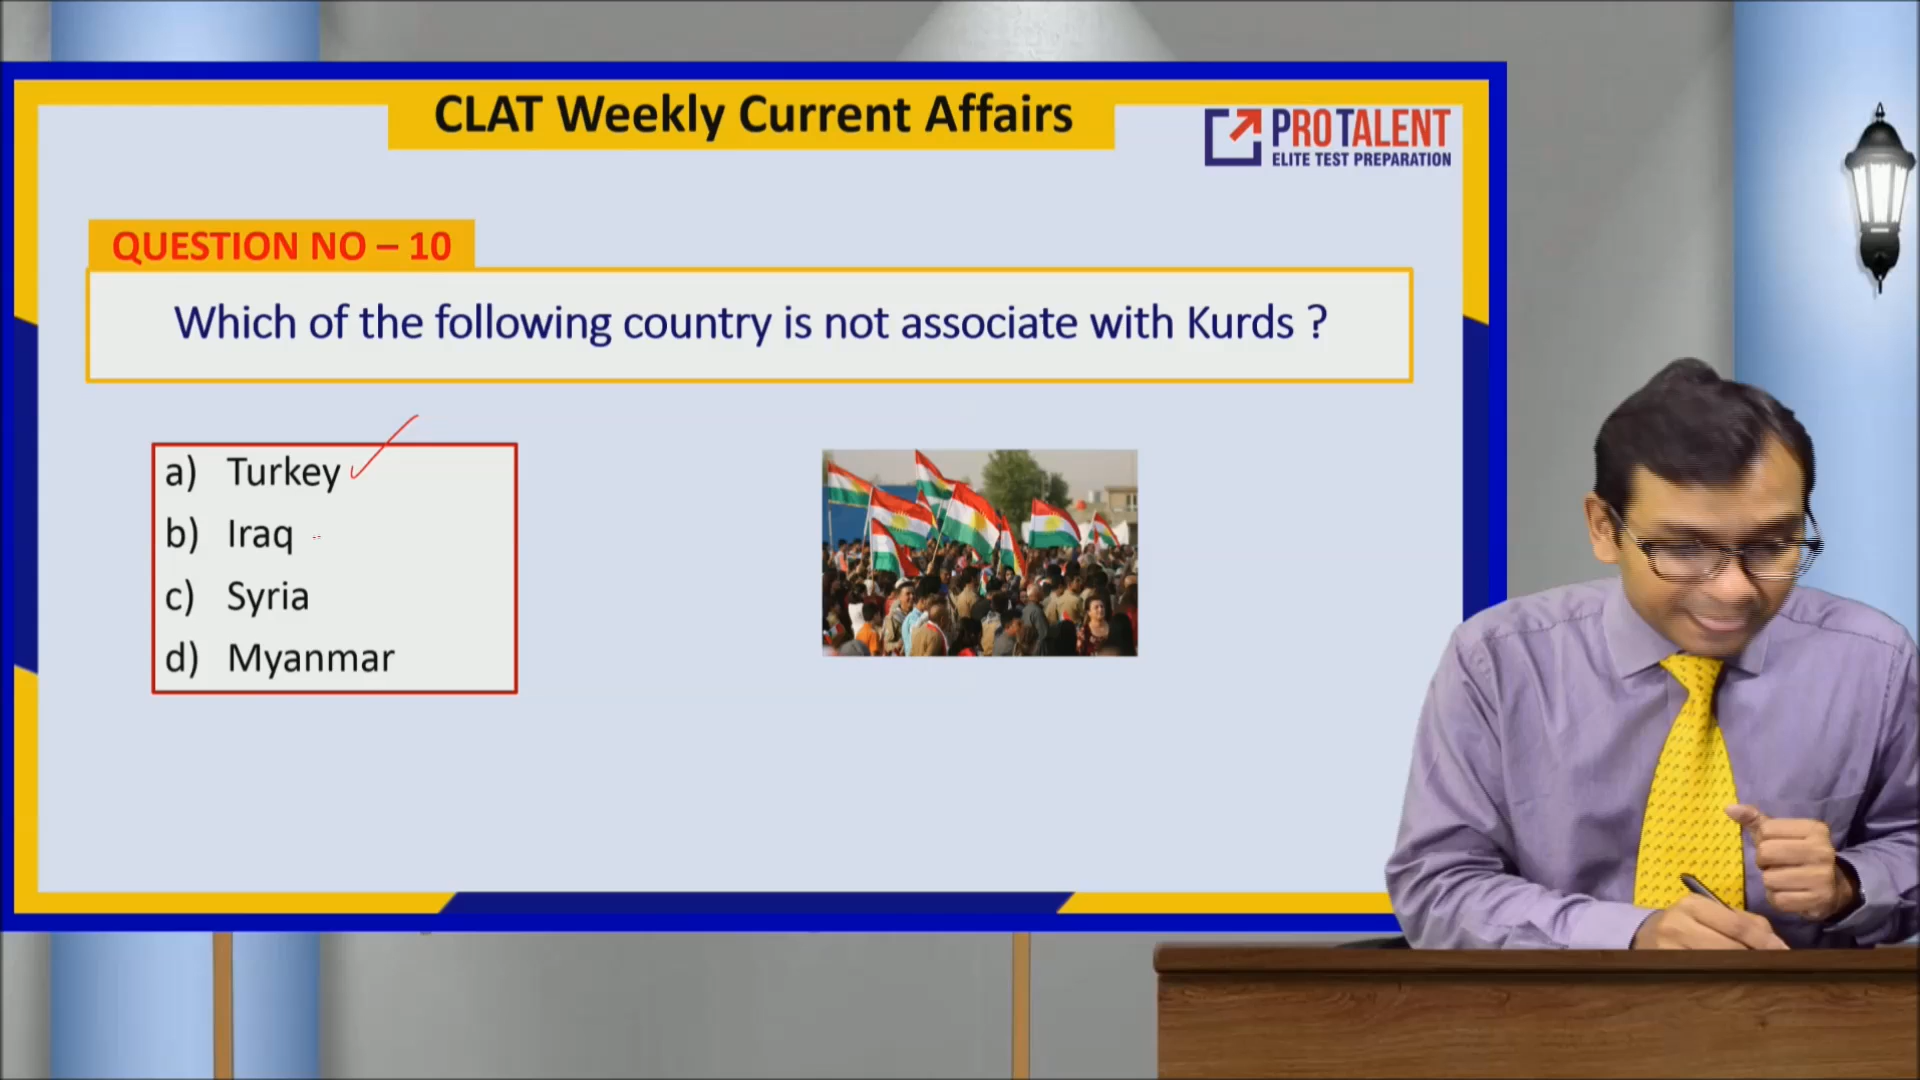 CLAT Weekly Current Affairs
PROTALENT
ELITE TEST PREPARATION
QUESTION NO – 10
Which of the following country is not associate with Kurds ?
a) Turkey
b) Iraq
c) Syria
d) Myanmar